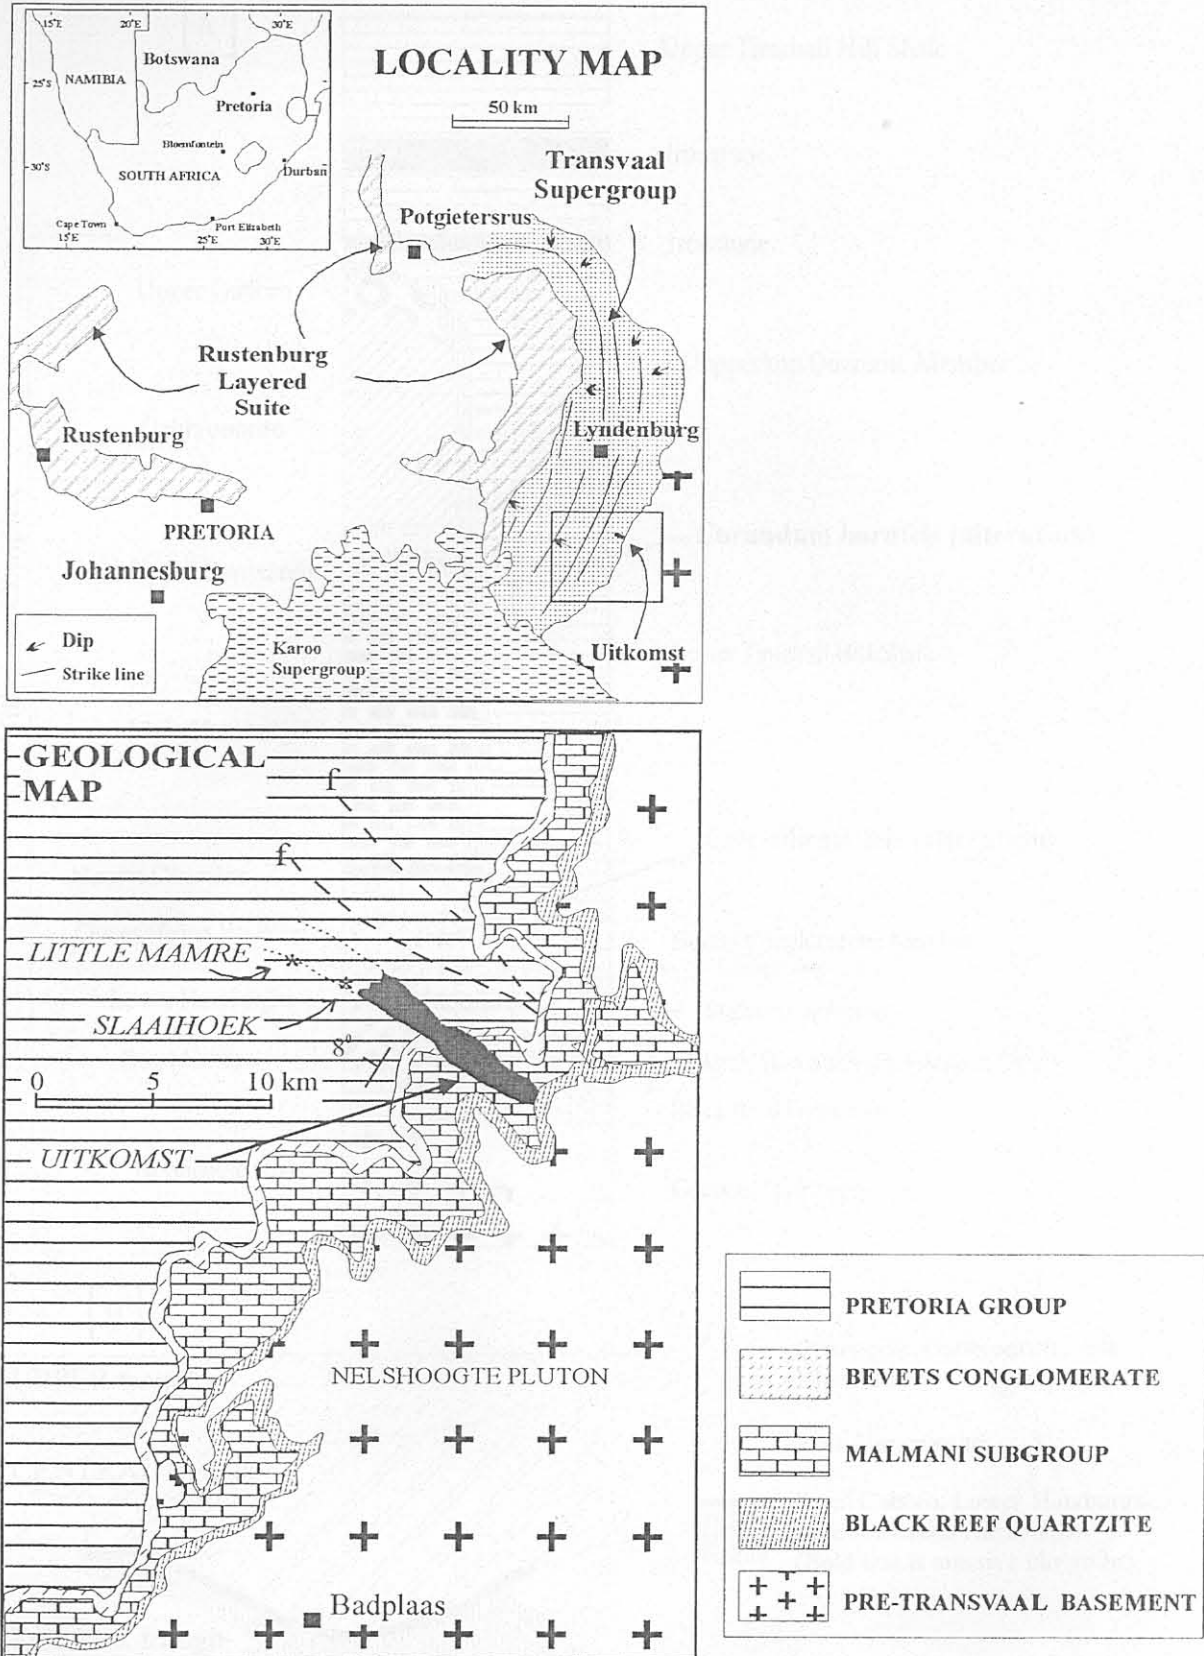 15°E
20°E
30°E
Botswana
NAMIBIA
25°S
Pretoria
Bloemfontein
30°S
SOUTH AFRICA
Durban
Cape Town
Port Elizabeth
15°E
25°E
30°E
LOCALITY MAP
50 km
Transvaal
Supergroup
Potgietersrus
Rustenburg
Layered
Suite
Rustenburg
Lyndenburg
PRETORIA
Johannesburg
Karoo
Supergroup
Uitkomst
Dip
Strike line
GEOLOGICAL
MAP
f
f
LITTLE MAMRE
SLAAIHOEK
8°
0 5 10 km
UITKOMST
NELSHOOGTE PLUTON
Badplaas
PRETORIA GROUP
BEVETS CONGLOMERATE
MALMANI SUBGROUP
BLACK REEF QUARTZITE
PRE-TRANSVAAL BASEMENT